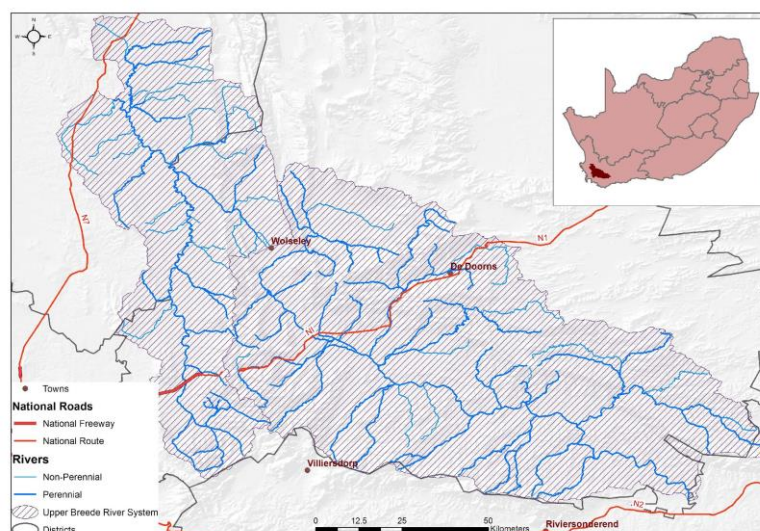 N
W E
S
N7
Wolseley
N1
De Doorns
N1
Towns
National Roads
National Freeway
National Route
Rivers
Non-Perennial
Perennial
Upper Breede River System
Districts
Villiersdorp
0 12.5 25 50
Kilometers
N2
Riviersonderend